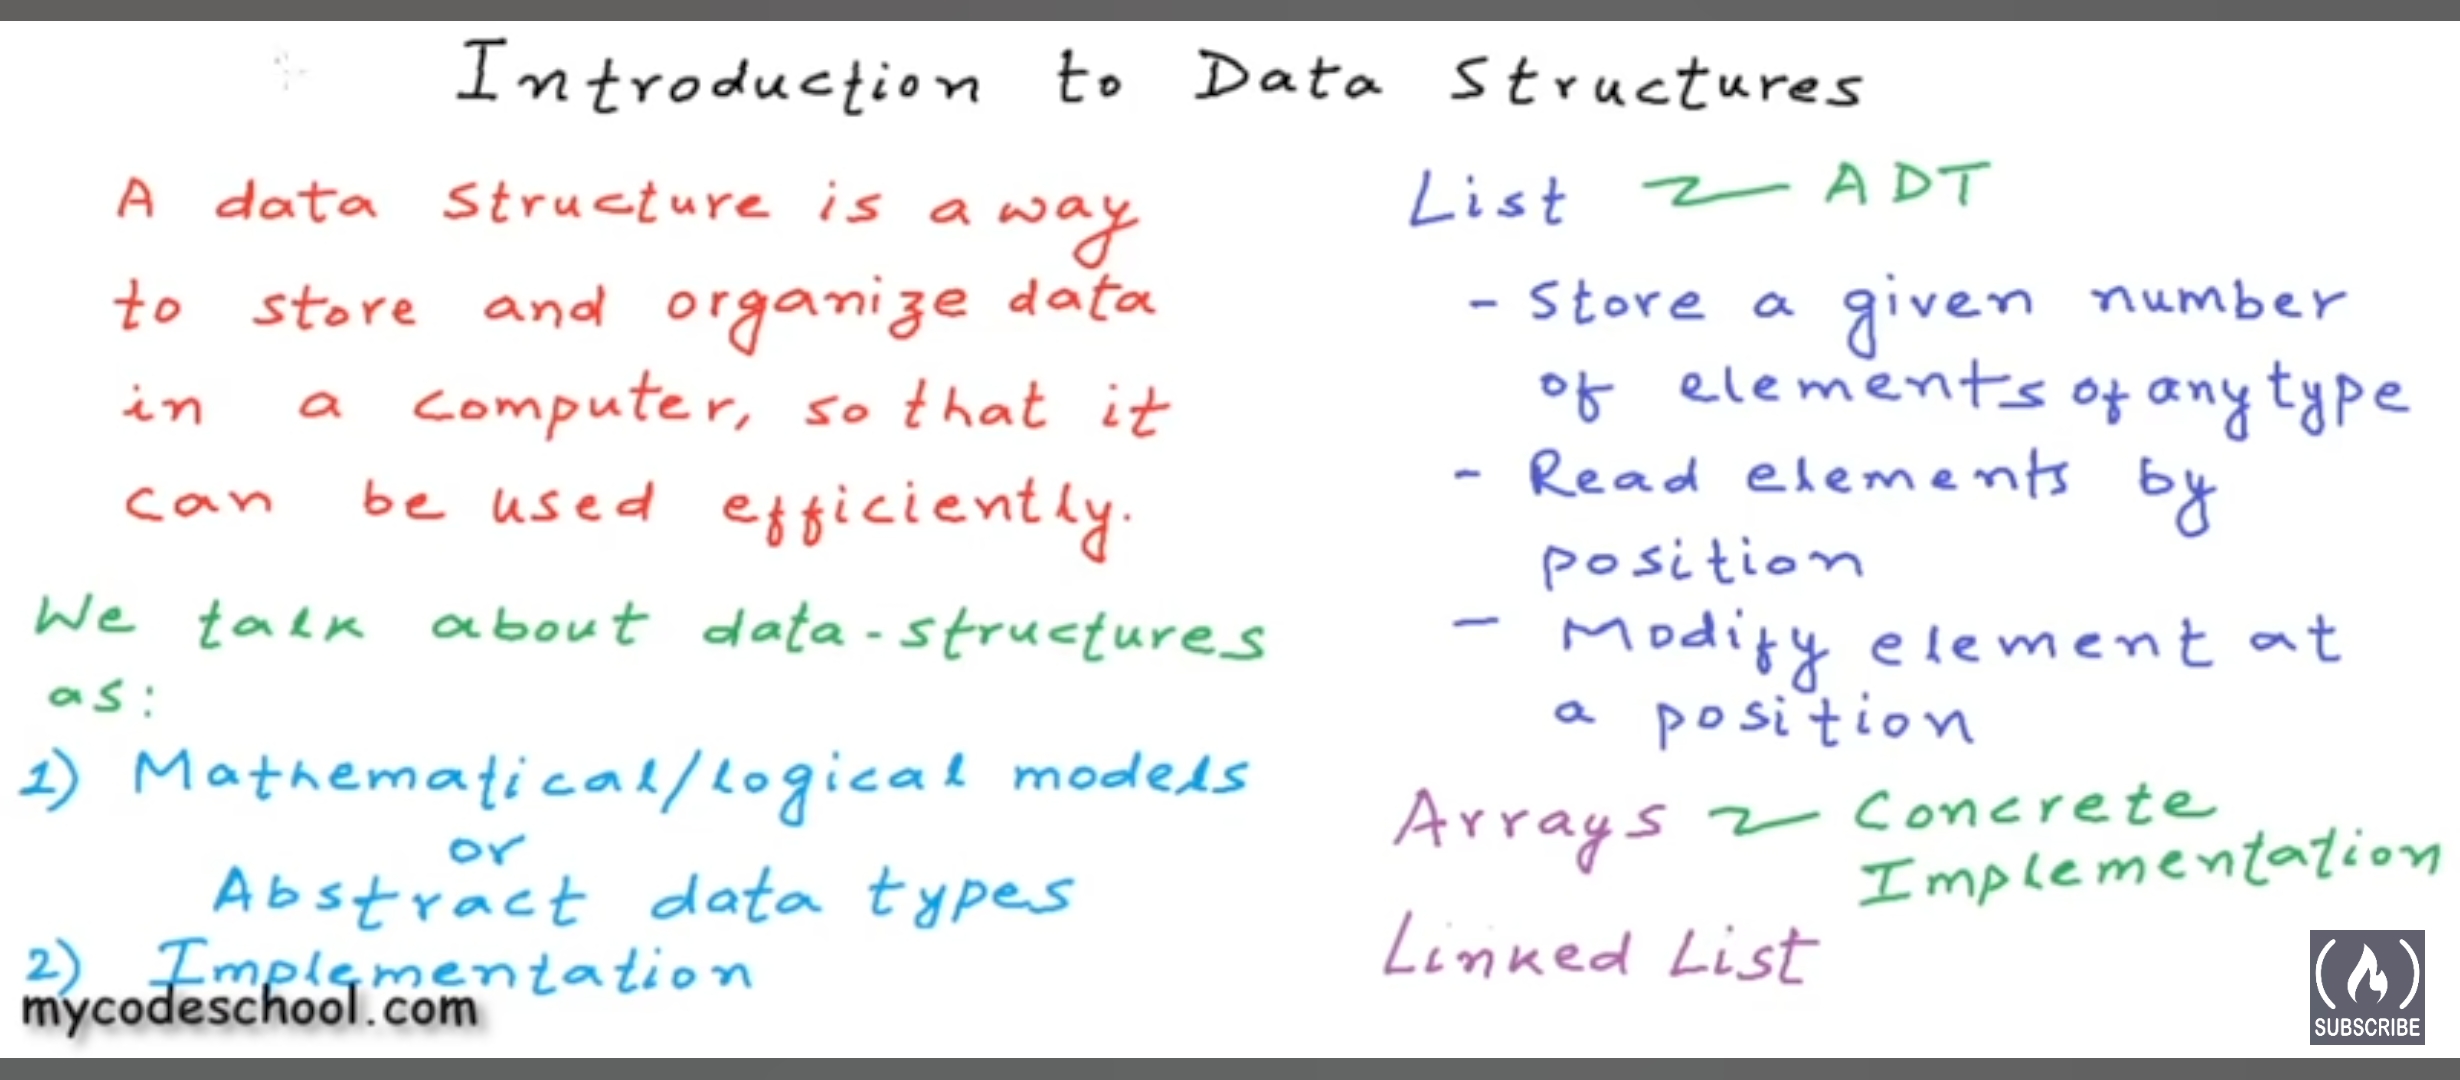 Introduction to Data Structures
A data structure is a way
to store and organize data
in a computer, so that it
can be used efficiently.
We talk about data-structures
as:
1) Mathematical/logical models
or
Abstract data types
2) Implementation
mycodeschool.com
List ADT
- Store a given number
of elements of any type
- Read elements by
position
- Modify element at
a position
Arrays Concrete
Implementation
Linked List
SUBSCRIBE